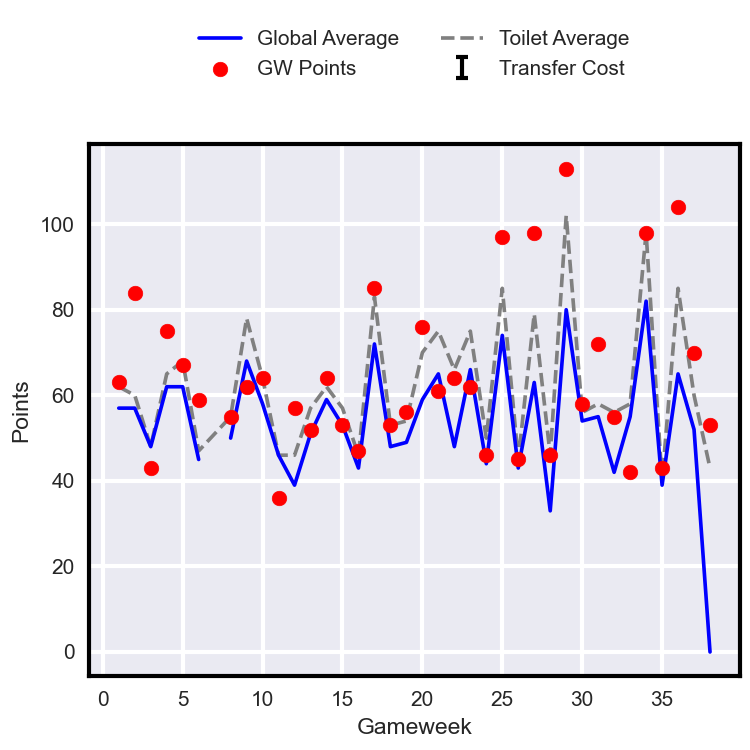 Global Average
Toilet Average
GW Points
Transfer Cost
100
80
60
40
20
0
Points
0 5 10 15 20 25 30 35
Gameweek